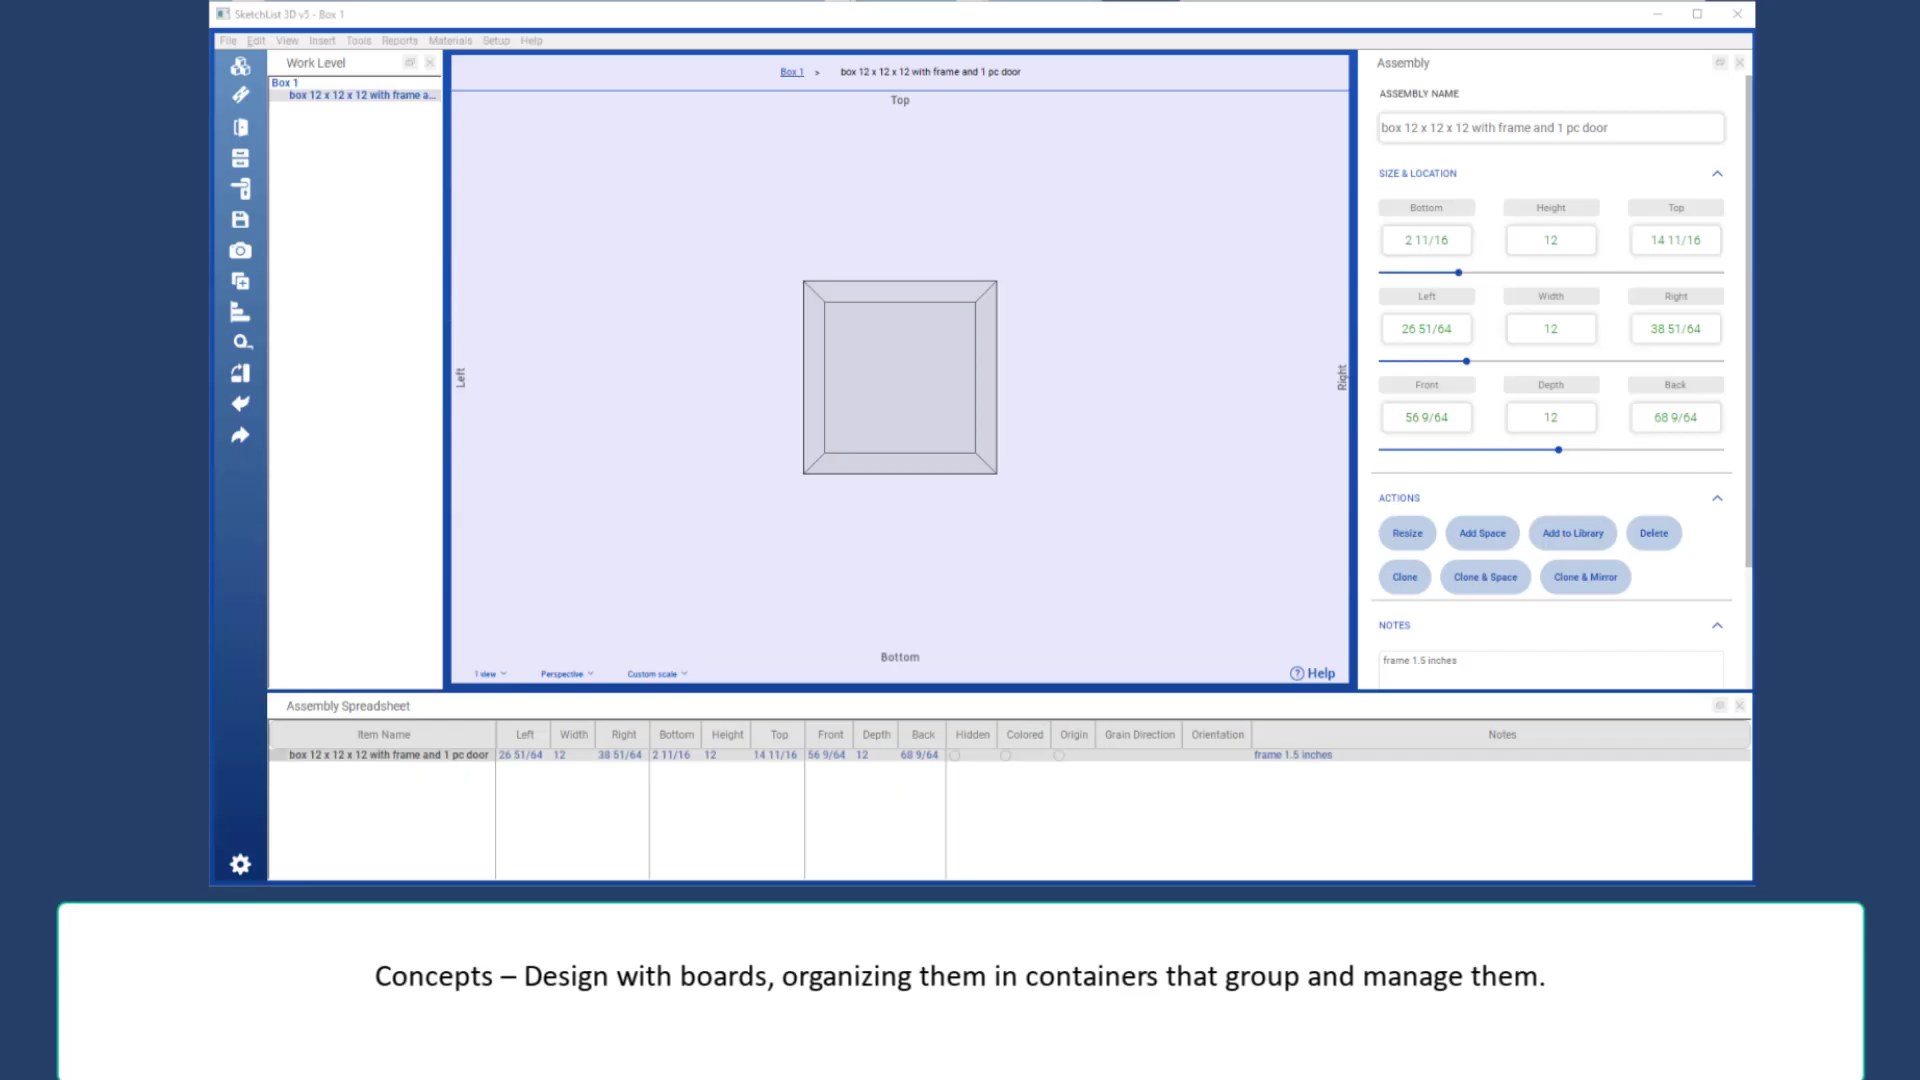 SketchList 3D v5 - Box 1
File Edit View Insert Tools Reports Materials Setup Help
Work Level
Box 1
box 12 x 12 x 12 with frame a...
Box 1 > box 12 x 12 x 12 with frame and 1 pc door
Top
Left
Right
Bottom
1 view Perspective Custom scale
? Help
Assembly
ASSEMBLY NAME
box 12 x 12 x 12 with frame and 1 pc door
SIZE & LOCATION
Bottom Height Top
2 11/16 12 14 11/16
Left Width Right
26 51/64 12 38 51/64
Front Depth Back
56 9/64 12 68 9/64
ACTIONS
Resize Add Space Add to Library Delete
Clone Clone & Space Clone & Mirror
NOTES
frame 1.5 inches
Assembly Spreadsheet
Item Name Left Width Right Bottom Height Top Front Depth Back Hidden Colored Origin Grain Direction Orientation Notes
box 12 x 12 x 12 with frame and 1 pc door 26 51/64 12 38 51/64 2 11/16 12 14 11/16 56 9/64 12 68 9/64 frame 1.5 inches
Concepts – Design with boards, organizing them in containers that group and manage them.